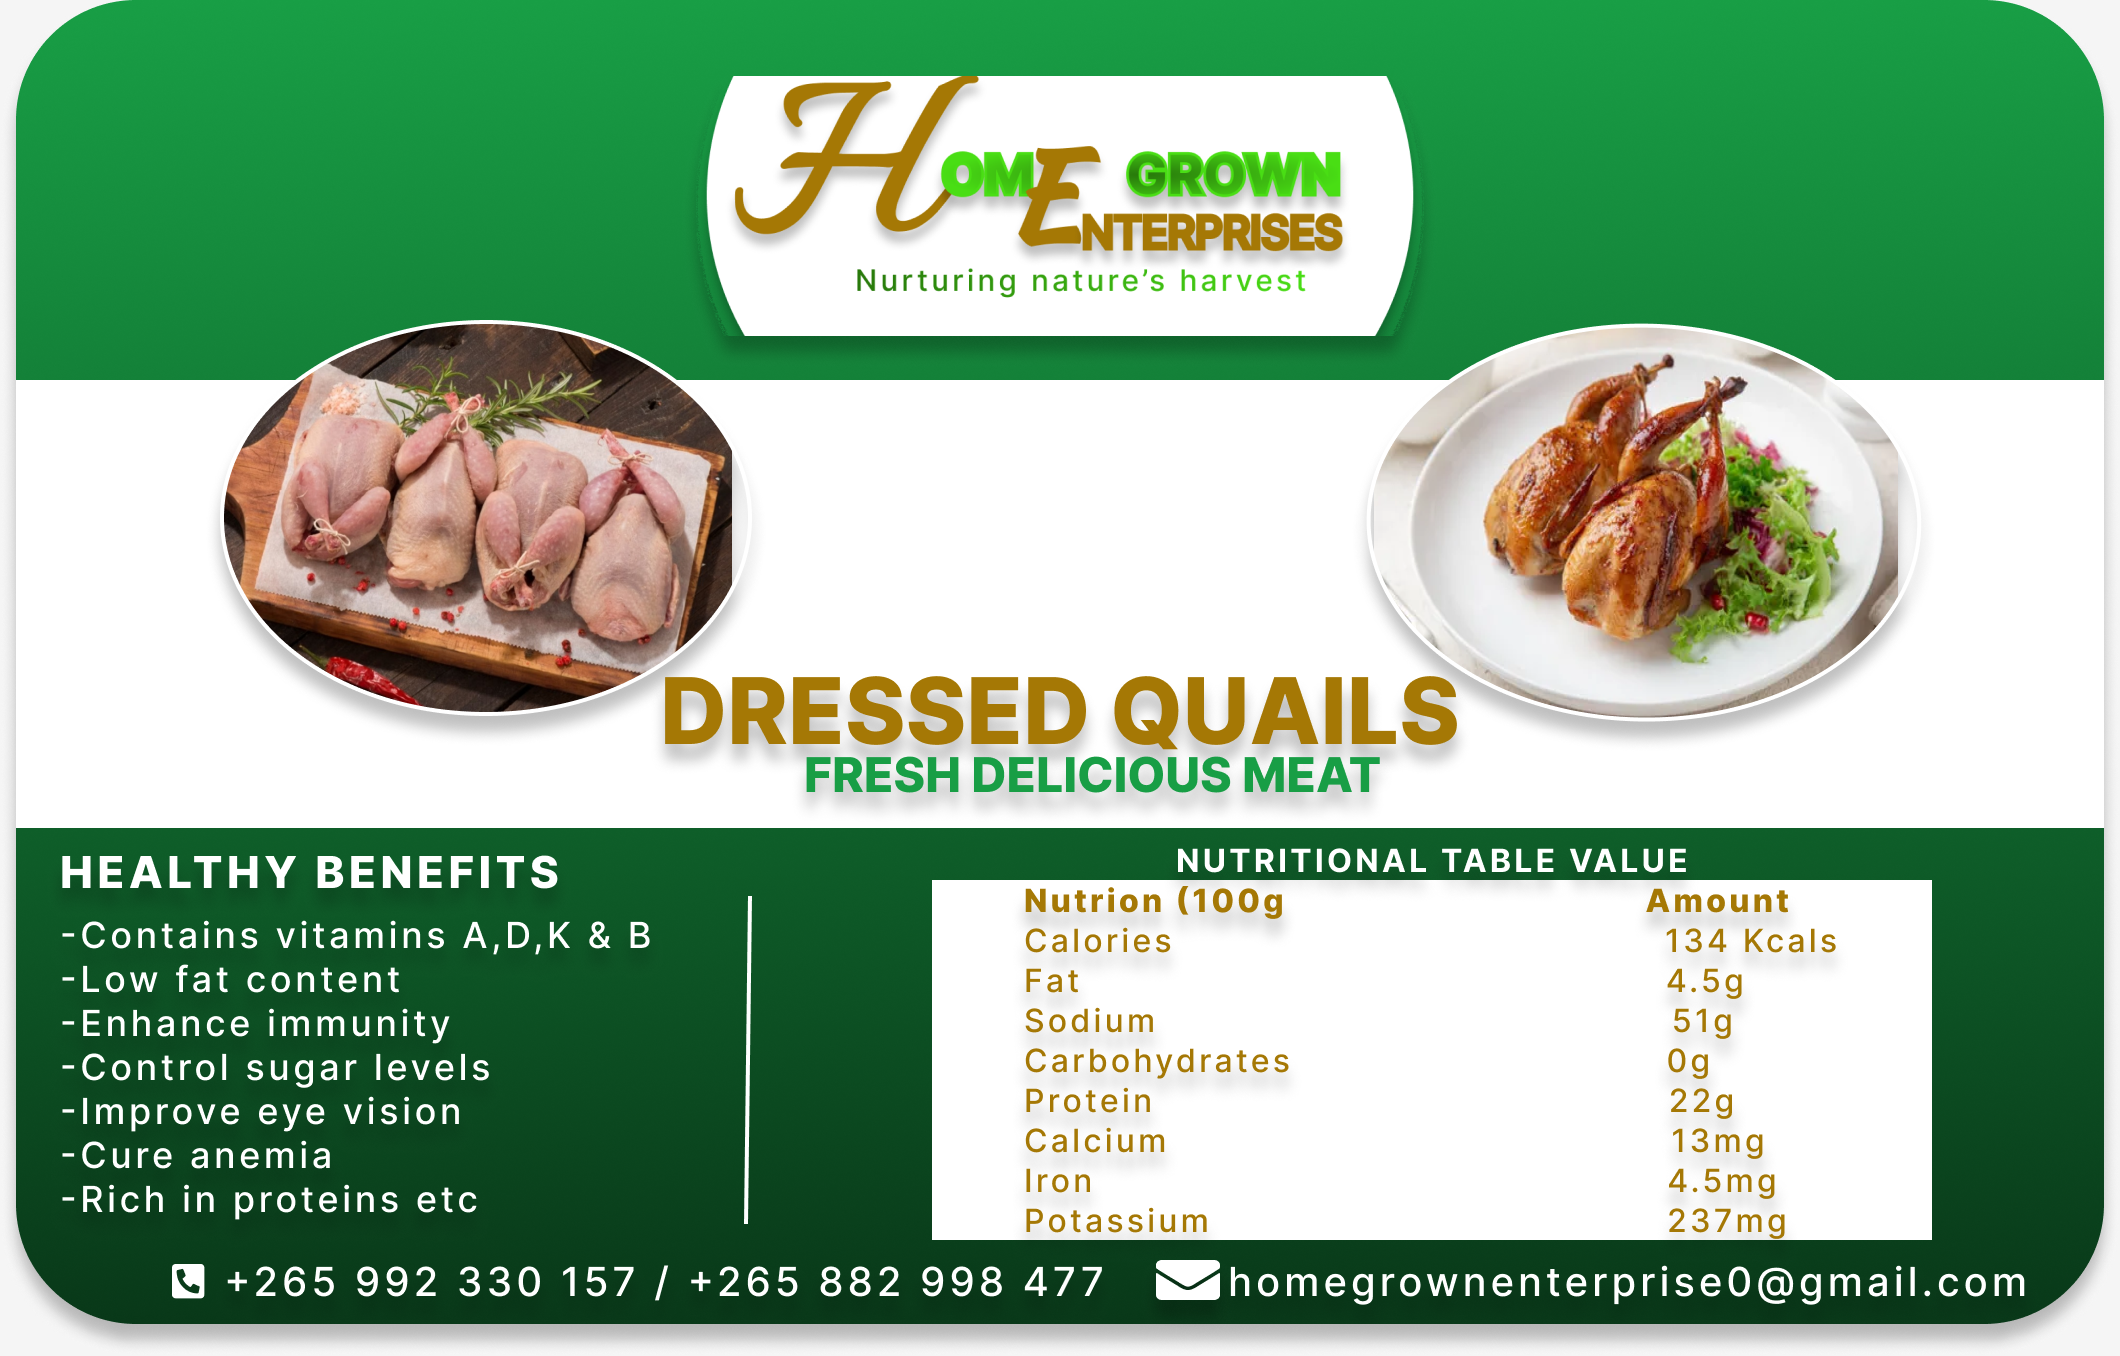 HOME GROWN
ENTERPRISES
Nurturing nature's harvest
DRESSED QUAILS
FRESH DELICIOUS MEAT
HEALTHY BENEFITS
-Contains vitamins A,D,K & B
-Low fat content
-Enhance immunity
-Control sugar levels
-Improve eye vision
-Cure anemia
-Rich in proteins etc
NUTRITIONAL TABLE VALUE
Nutrion (100g Amount
Calories 134 Kcals
Fat 4.5g
Sodium 51g
Carbohydrates 0g
Protein 22g
Calcium 13mg
Iron 4.5mg
Potassium 237mg
+265 992 330 157 / +265 882 998 477 homegrownenterprise0@gmail.com